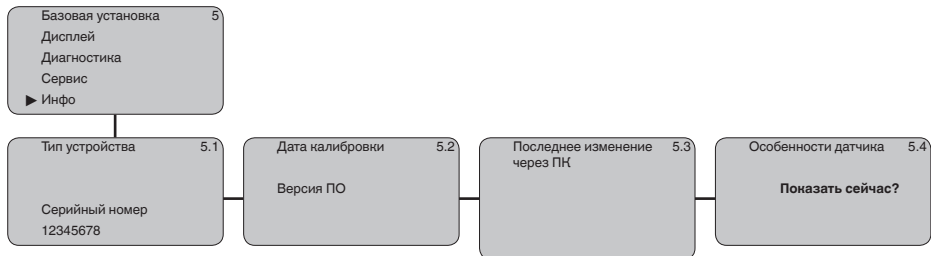 Базовая установка 5
Дисплей
Диагностика
Сервис
▶ Инфо
Тип устройства 5.1
Серийный номер
12345678
Дата калибровки 5.2
Версия ПО
Последнее изменение 5.3
через ПК
Особенности датчика 5.4
Показать сейчас?